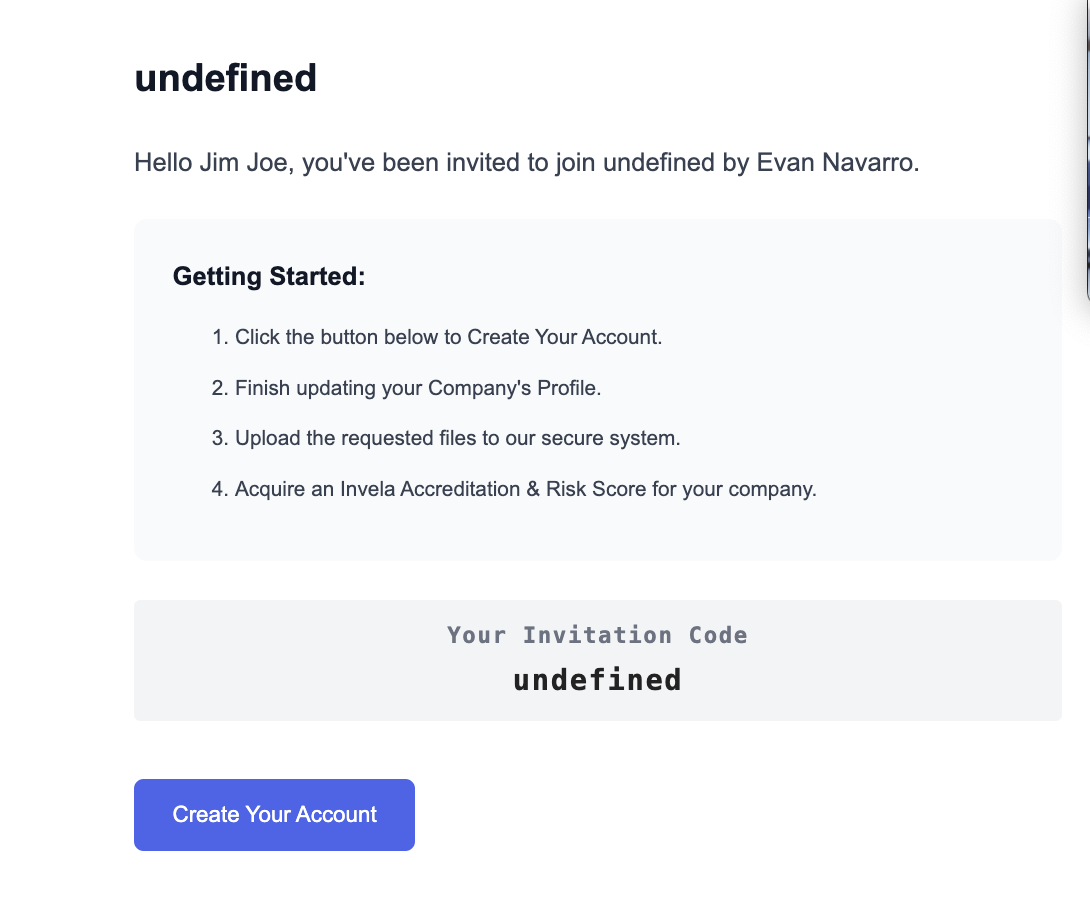 undefined
Hello Jim Joe, you've been invited to join undefined by Evan Navarro.
Getting Started:
1. Click the button below to Create Your Account.
2. Finish updating your Company's Profile.
3. Upload the requested files to our secure system.
4. Acquire an Invela Accreditation & Risk Score for your company.
Your Invitation Code
undefined
Create Your Account